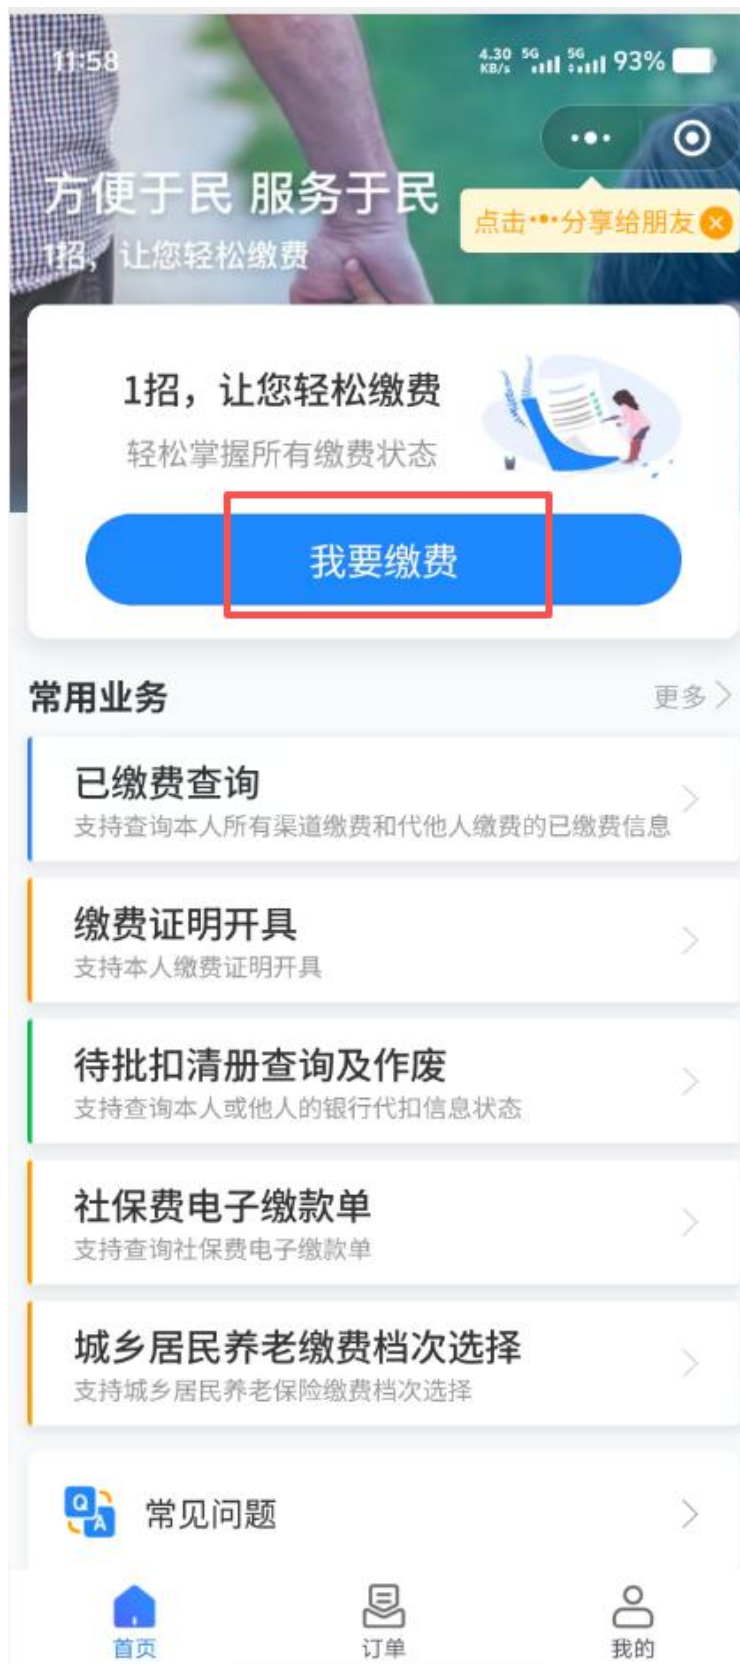 11:58
4.30 KB/s 5G 5G 93%
方便于民 服务于民
点击•••分享给朋友
1招，让您轻松缴费
1招，让您轻松缴费
轻松掌握所有缴费状态
我要缴费
常用业务
更多
已缴费查询
支持查询本人所有渠道缴费和代他人缴费的已缴费信息
缴费证明开具
支持本人缴费证明开具
待批扣清册查询及作废
支持查询本人或他人的银行代扣信息状态
社保费电子缴款单
支持查询社保费电子缴款单
城乡居民养老缴费档次选择
支持城乡居民养老保险缴费档次选择
Q
A
常见问题
首页
订单
我的